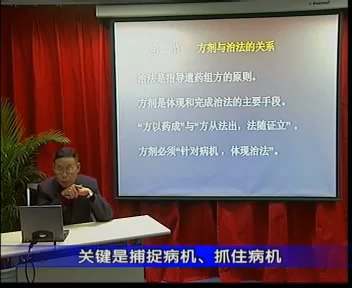 第二节 方剂与治法的关系
治法是指导遣药组方的原则。
方剂是体现和完成治法的主要手段。
“方以药成”与“方从法出，法随证立”。
方剂必须“针对病机，体现治法”。
关键是捕捉病机、抓住病机